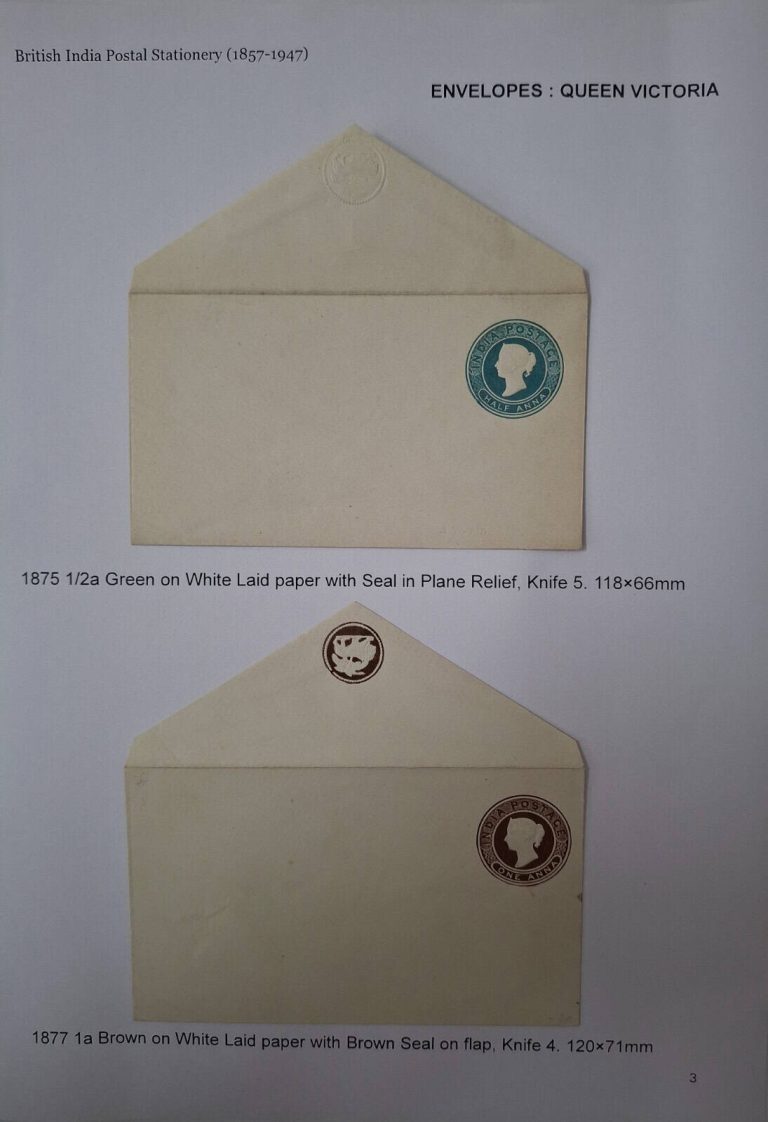 British India Postal Stationery (1857-1947)
ENVELOPES : QUEEN VICTORIA
INDIA POSTAGE
HALF ANNA
1875 1/2a Green on White Laid paper with Seal in Plane Relief, Knife 5. 118×66mm
INDIA POSTAGE
ONE ANNA
1877 1a Brown on White Laid paper with Brown Seal on flap, Knife 4. 120×71mm
3